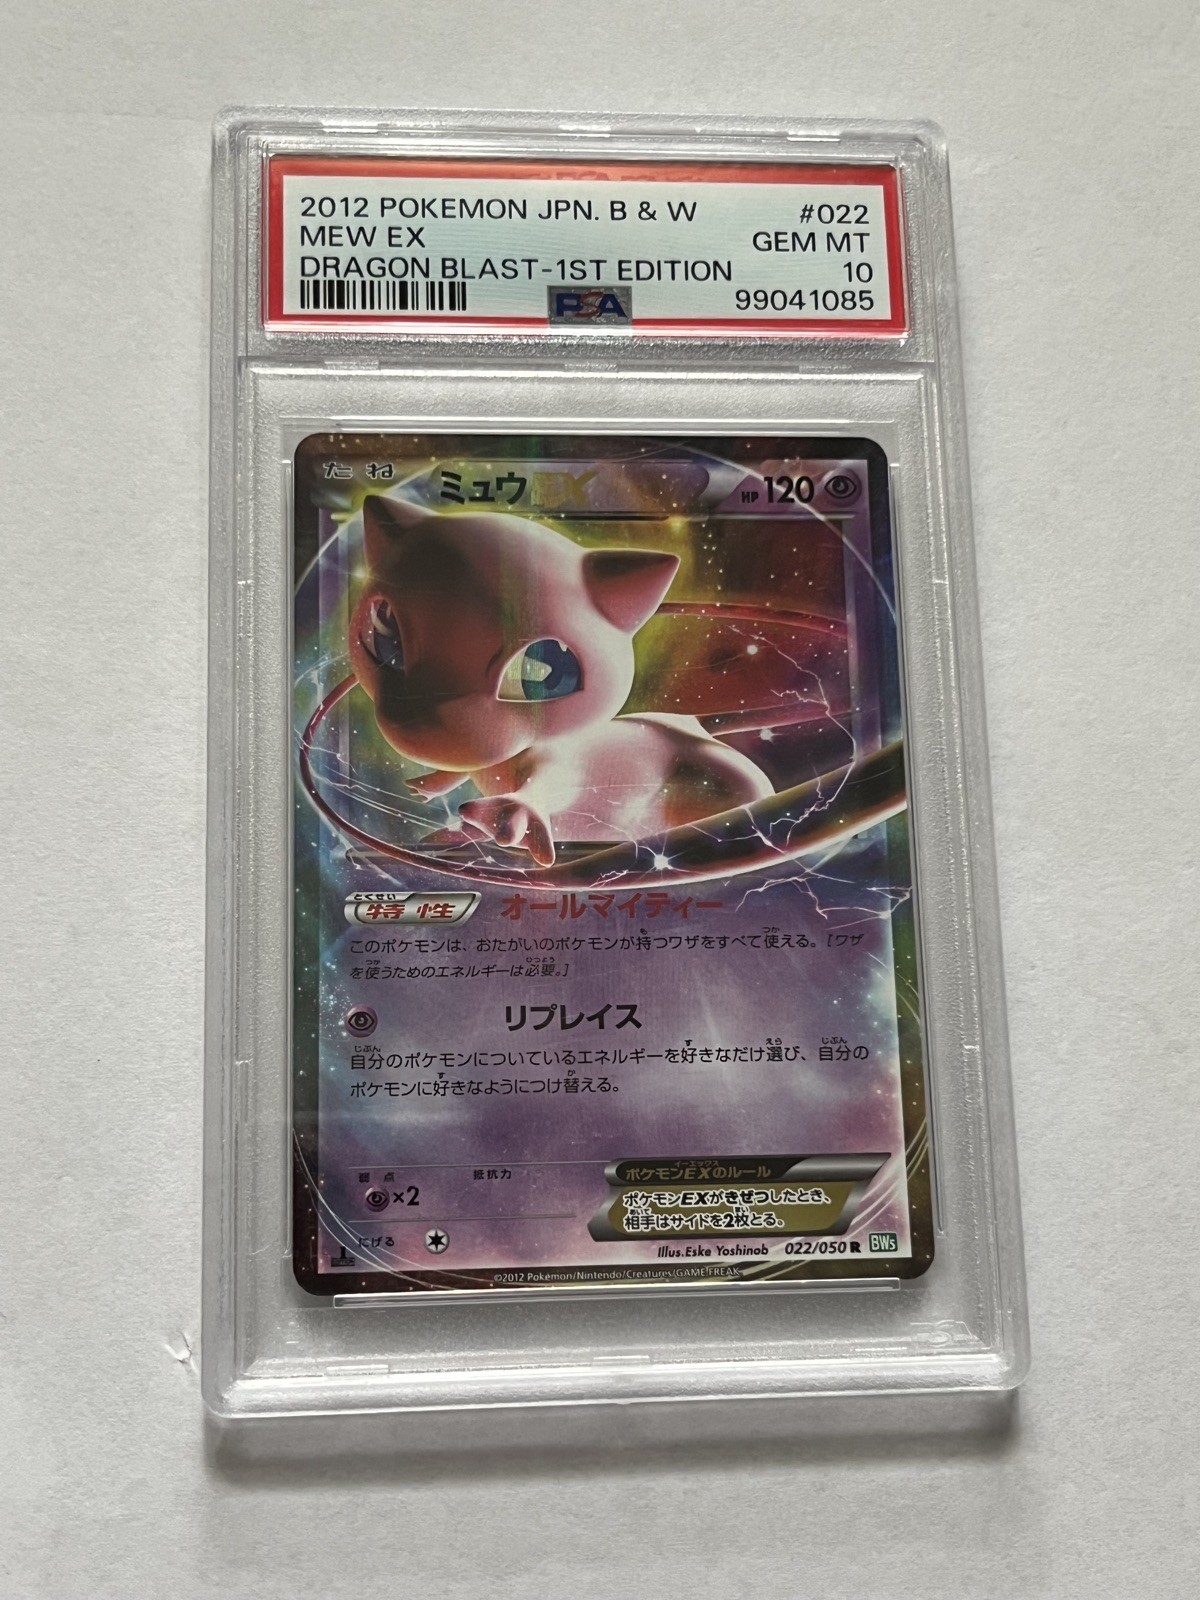 2012 POKEMON JPN. B & W #022
MEW EX GEM MT
DRAGON BLAST-1ST EDITION 10
PSA 99041085
たね ミュウEX HP120
とくせい
特性 オールマイティー
このポケモンは、おたがいのポケモンが持つワザをすべて使える。[ワザ
を使うためのエネルギーは必要。]
リプレイス
自分のポケモンについているエネルギーを好きなだけ選び、自分の
ポケモンに好きなようにつけ替える。
弱点 抵抗力
×2
にげる
ポケモンEXのルール
ポケモンEXがきぜつしたとき、
相手はサイドを2枚とる。
Illus.Eske Yoshinob 022/050 R BW5
©2012 Pokémon/Nintendo/Creatures/GAME FREAK.